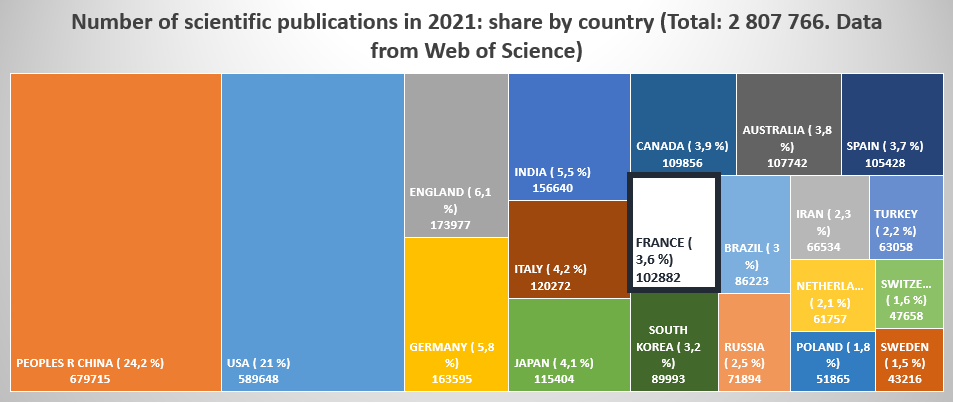 Number of scientific publications in 2021: share by country (Total: 2 807 766. Data
from Web of Science)
PEOPLES R CHINA ( 24,2 %)
679715
USA ( 21 %)
589648
ENGLAND ( 6,1
%)
173977
GERMANY ( 5,8
%)
163595
INDIA ( 5,5 %)
156640
ITALY ( 4,2 %)
120272
JAPAN ( 4,1 %)
115404
CANADA ( 3,9 %)
109856
AUSTRALIA ( 3,8
%)
107742
SPAIN ( 3,7 %)
105428
FRANCE (
3,6 %)
102882
SOUTH
KOREA ( 3,2
%)
89993
BRAZIL ( 3
%)
86223
RUSSIA
( 2,5 %)
71894
IRAN ( 2,3
%)
66534
TURKEY
( 2,2 %)
63058
NETHERLA...
( 2,1 %)
61757
POLAND ( 1,8
%)
51865
SWITZE...
( 1,6 %)
47658
SWEDEN
( 1,5 %)
43216